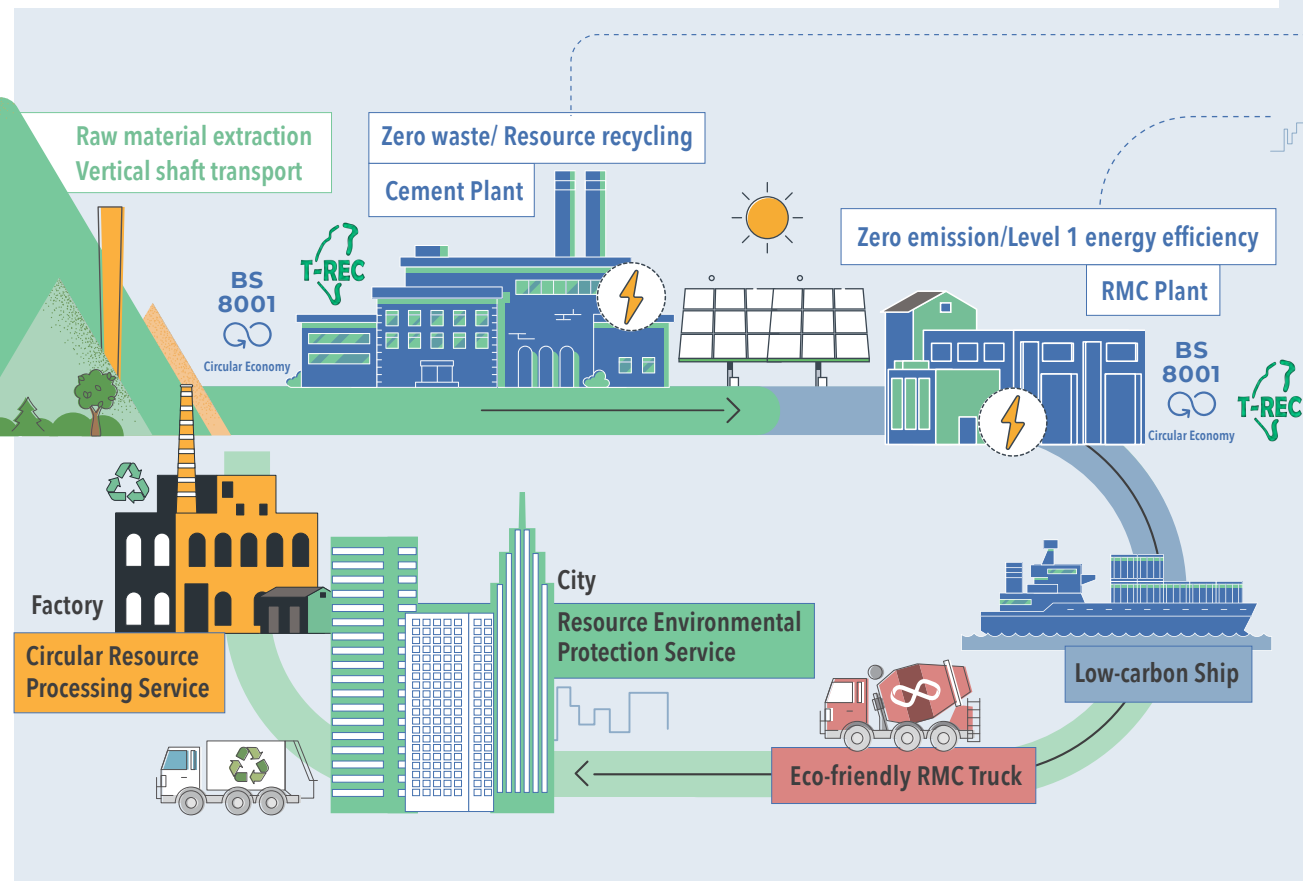 Raw material extraction
Vertical shaft transport
Zero waste/ Resource recycling
Cement Plant
T-REC
BS
8001
Circular Economy
Zero emission/Level 1 energy efficiency
RMC Plant
BS
8001
Circular Economy
T-REC
Factory
Circular Resource
Processing Service
City
Resource Environmental
Protection Service
Low-carbon Ship
Eco-friendly RMC Truck